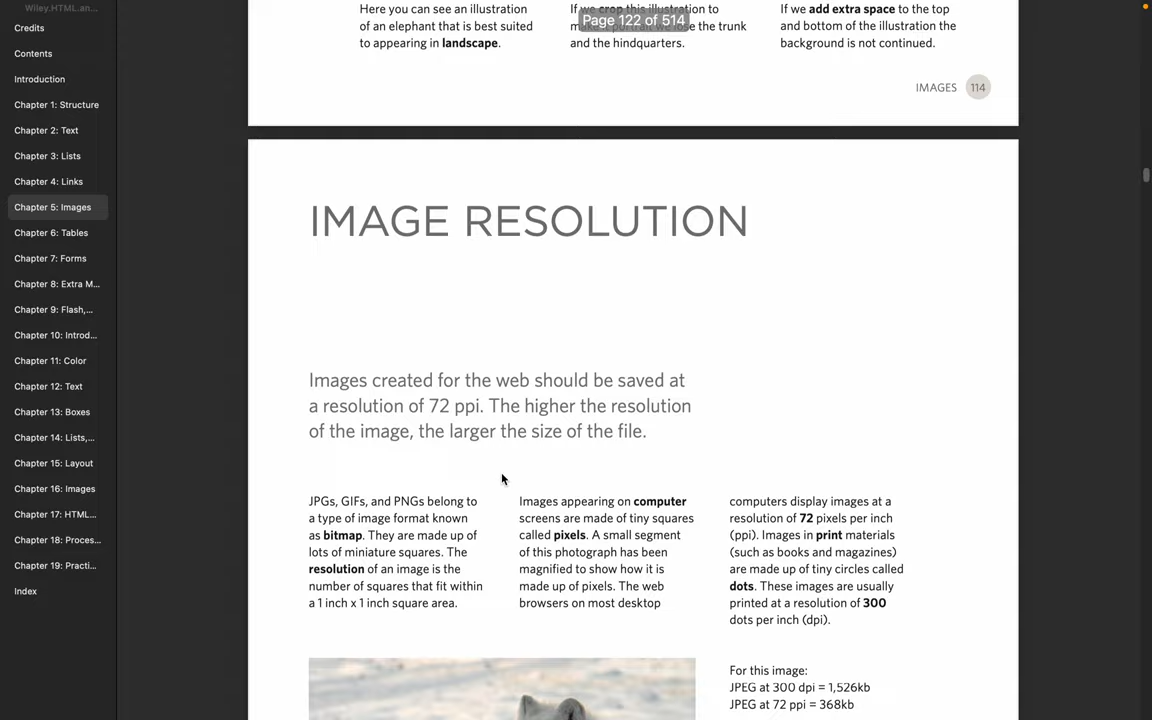 Wiley.HTML.an...
Credits
Contents
Introduction
Chapter 1: Structure
Chapter 2: Text
Chapter 3: Lists
Chapter 4: Links
Chapter 5: Images
Chapter 6: Tables
Chapter 7: Forms
Chapter 8: Extra M...
Chapter 9: Flash,...
Chapter 10: Introd...
Chapter 11: Color
Chapter 12: Text
Chapter 13: Boxes
Chapter 14: Lists,...
Chapter 15: Layout
Chapter 16: Images
Chapter 17: HTML...
Chapter 18: Proces...
Chapter 19: Practi...
Index
Page 122 of 514
Here you can see an illustration
of an elephant that is best suited
to appearing in landscape.
If we crop this illustration to
make it portrait we lose the trunk
and the hindquarters.
If we add extra space to the top
and bottom of the illustration the
background is not continued.
IMAGES 114
IMAGE RESOLUTION
Images created for the web should be saved at
a resolution of 72 ppi. The higher the resolution
of the image, the larger the size of the file.
JPGs, GIFs, and PNGs belong to
a type of image format known
as bitmap. They are made up of
lots of miniature squares. The
resolution of an image is the
number of squares that fit within
a 1 inch x 1 inch square area.
Images appearing on computer
screens are made of tiny squares
called pixels. A small segment
of this photograph has been
magnified to show how it is
made up of pixels. The web
browsers on most desktop
computers display images at a
resolution of 72 pixels per inch
(ppi). Images in print materials
(such as books and magazines)
are made up of tiny circles called
dots. These images are usually
printed at a resolution of 300
dots per inch (dpi).
For this image:
JPEG at 300 dpi = 1,526kb
JPEG at 72 ppi = 368kb